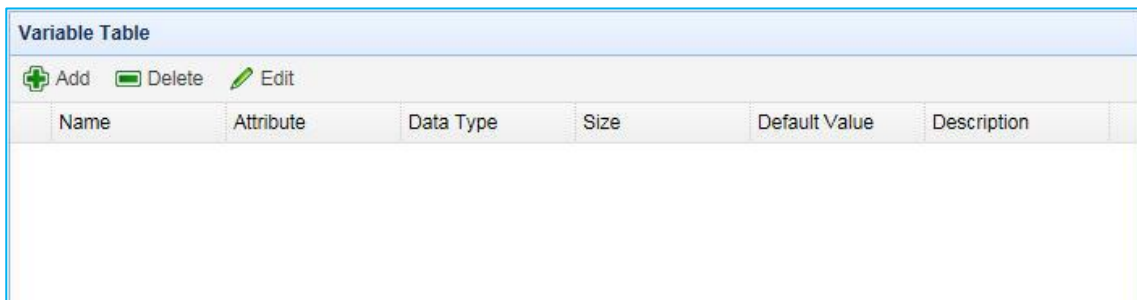 Variable Table
Add Delete Edit
Name Attribute Data Type Size Default Value Description